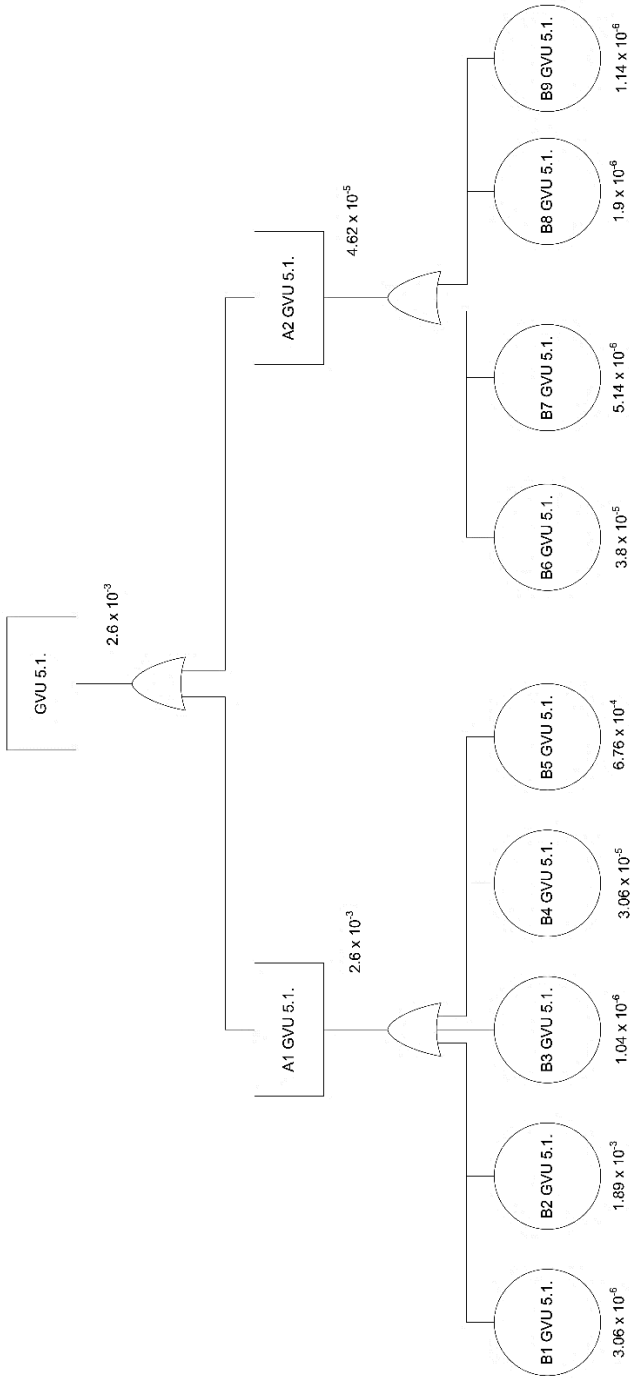 GVU 5.1.
2.6 x 10⁻³
A1 GVU 5.1.
2.6 x 10⁻³
A2 GVU 5.1.
4.62 x 10⁻⁵
B1 GVU 5.1.
3.06 x 10⁻⁶
B2 GVU 5.1.
1.89 x 10⁻³
B3 GVU 5.1.
1.04 x 10⁻⁶
B4 GVU 5.1.
3.06 x 10⁻⁵
B5 GVU 5.1.
6.76 x 10⁻⁴
B6 GVU 5.1.
3.8 x 10⁻⁵
B7 GVU 5.1.
5.14 x 10⁻⁶
B8 GVU 5.1.
1.9 x 10⁻⁶
B9 GVU 5.1.
1.14 x 10⁻⁶